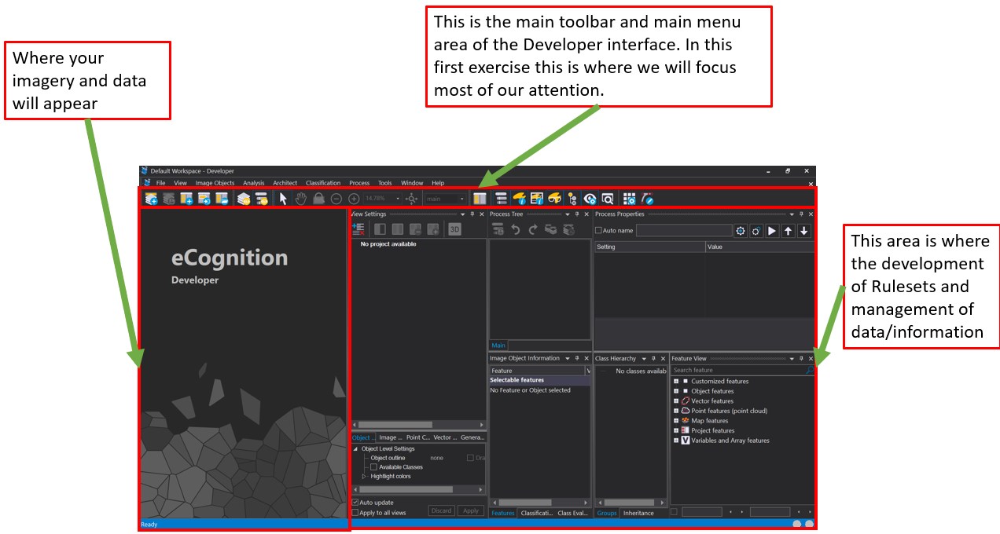 This is the main toolbar and main menu
area of the Developer interface. In this
first exercise this is where we will focus
most of our attention.
Where your
imagery and data
will appear
Default Workspace - Developer
File View Image Objects Analysis Architect Classification Process Tools Window Help
14.78% main
View Settings Process Tree Process Properties
3D
Auto name
No project available
Setting Value
eCognition
Developer
This area is where
the development
of Rulesets and
management of
data/information
Main
Image Object Information Class Hierarchy Feature View
Feature V
No classes availab
Search feature
Selectable features
No Feature or Object selected
Customized features
Object features
Vector features
Point features (point cloud)
Map features
Project features
Variables and Array features
Object ... Image ... Point C... Vector ... Genera...
Object Level Settings
Object outline none Dra
Available Classes
Hightlight colors
Auto update
Apply to all views Discard Apply
Features Classificati... Class Eval... Groups Inheritance
Ready